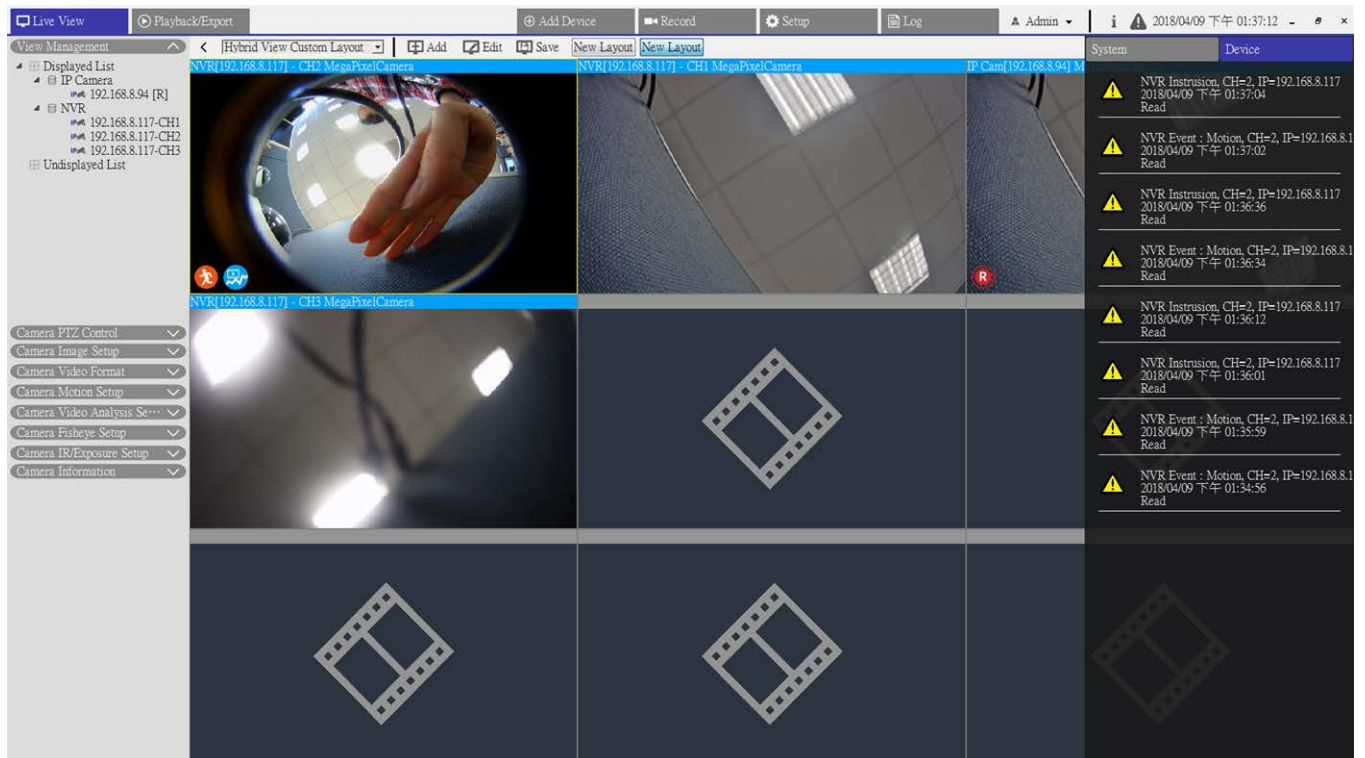 Live View
Playback/Export
Add Device
Record
Setup
Log
Admin
2018/04/09 下午 01:37:12
View Management
Hybrid View Custom Layout
Add
Edit
Save
New Layout
New Layout
System
Device
Displayed List
IP Camera
192.168.8.94 [R]
NVR
192.168.8.117-CH1
192.168.8.117-CH2
192.168.8.117-CH3
Undisplayed List
Camera PTZ Control
Camera Image Setup
Camera Video Format
Camera Motion Setup
Camera Video Analysis Se···
Camera Fisheye Setup
Camera IR/Exposure Setup
Camera Information
NVR[192.168.8.117] - CH2 MegaPixelCamera
NVR[192.168.8.117] - CH1 MegaPixelCamera
IP Cam[192.168.8.94] M
R
NVR[192.168.8.117] - CH3 MegaPixelCamera
NVR Instrusion, CH=2, IP=192.168.8.117
2018/04/09 下午 01:37:04
Read
NVR Event : Motion, CH=2, IP=192.168.8.1
2018/04/09 下午 01:37:02
Read
NVR Instrusion, CH=2, IP=192.168.8.117
2018/04/09 下午 01:36:36
Read
NVR Event : Motion, CH=2, IP=192.168.8.1
2018/04/09 下午 01:36:34
Read
NVR Instrusion, CH=2, IP=192.168.8.117
2018/04/09 下午 01:36:12
Read
NVR Instrusion, CH=2, IP=192.168.8.117
2018/04/09 下午 01:36:01
Read
NVR Event : Motion, CH=2, IP=192.168.8.1
2018/04/09 下午 01:35:59
Read
NVR Event : Motion, CH=2, IP=192.168.8.1
2018/04/09 下午 01:34:56
Read